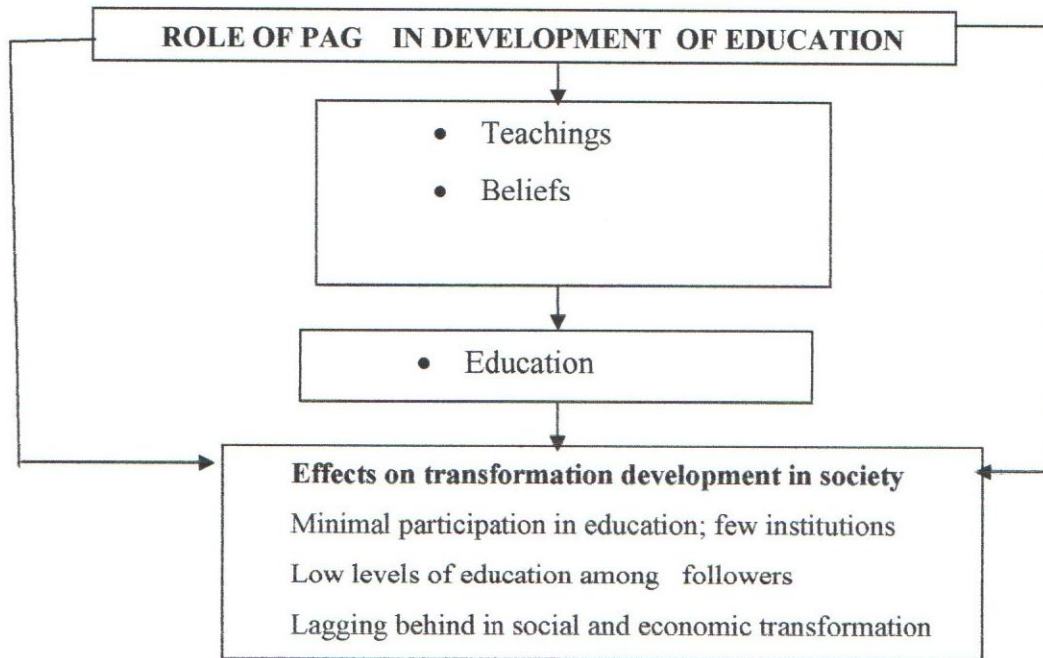 ROLE OF PAG IN DEVELOPMENT OF EDUCATION
• Teachings
• Beliefs
• Education
Effects on transformation development in society
Minimal participation in education; few institutions
Low levels of education among followers
Lagging behind in social and economic transformation